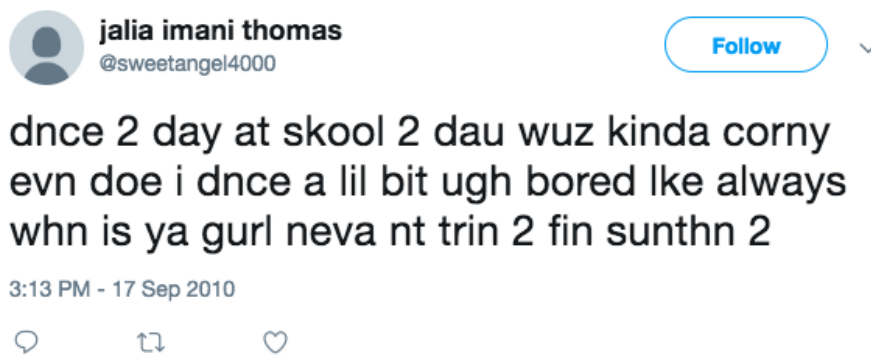 jalia imani thomas
@sweetangel4000
Follow
dnce 2 day at skool 2 dau wuz kinda corny
evn doe i dnce a lil bit ugh bored lke always
whn is ya gurl neva nt trin 2 fin sunthn 2
3:13 PM - 17 Sep 2010